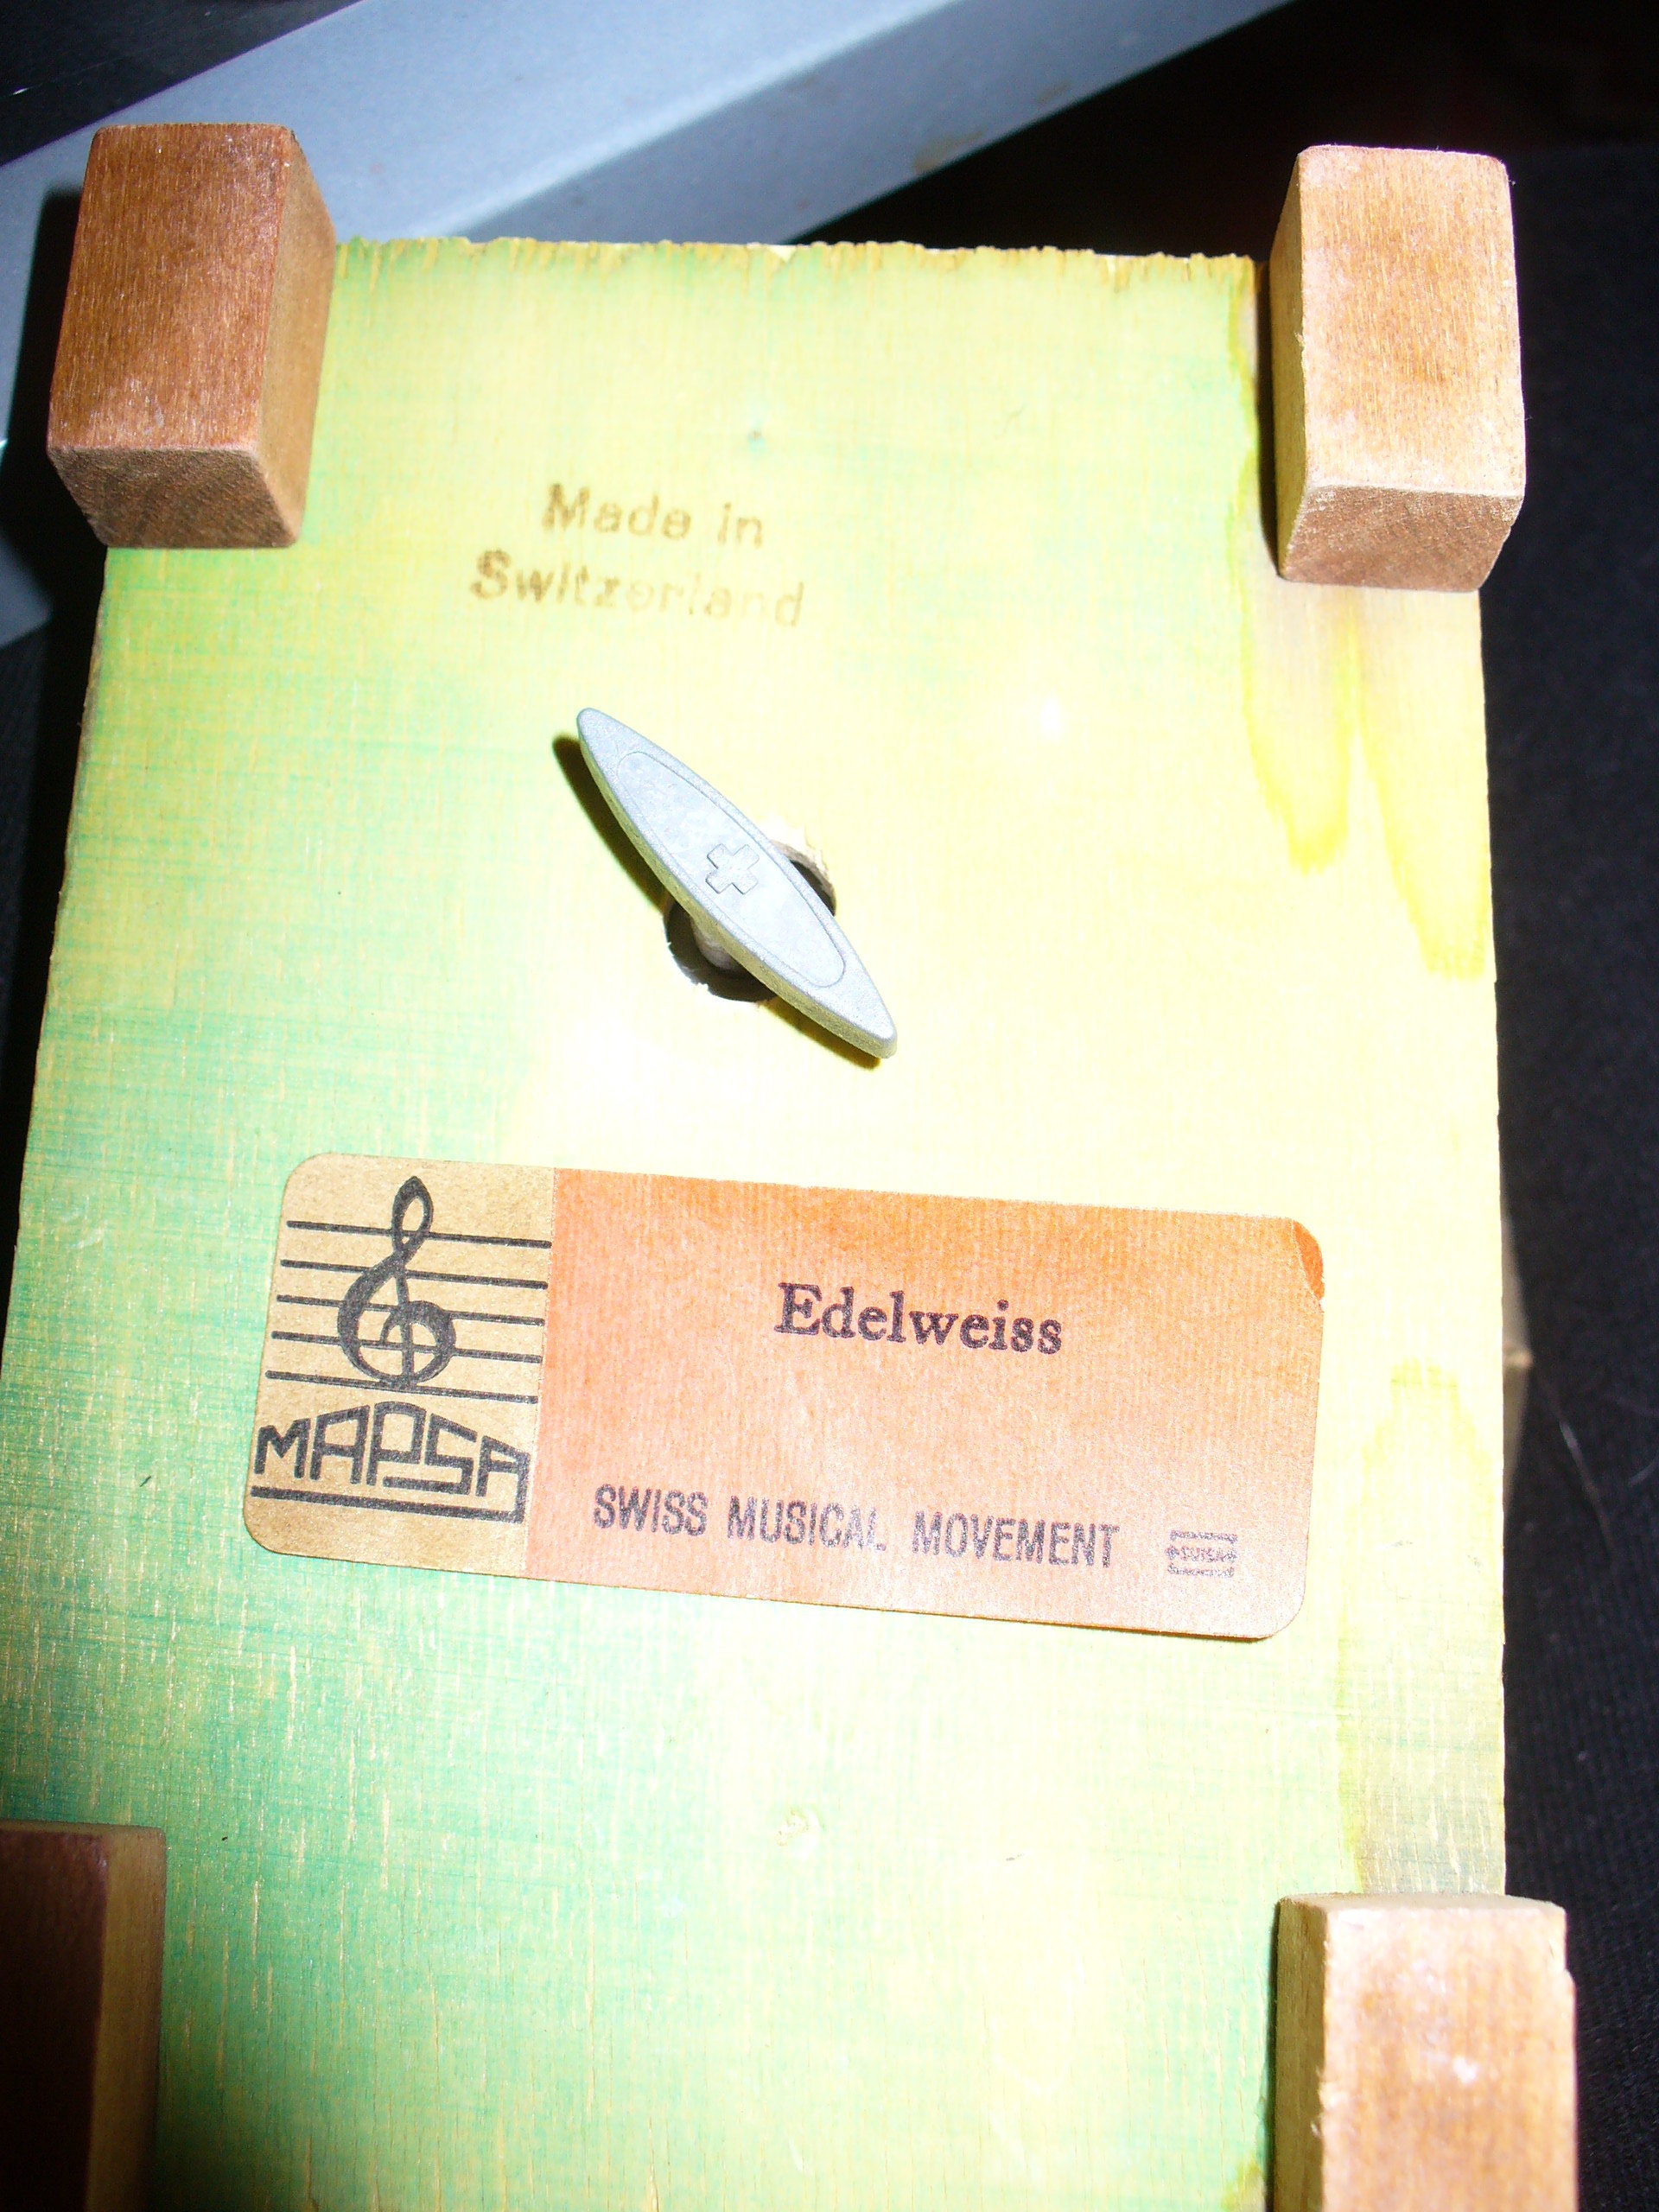 Made in
Switzerland
Edelweiss
MAPSA
SWISS MUSICAL MOVEMENT